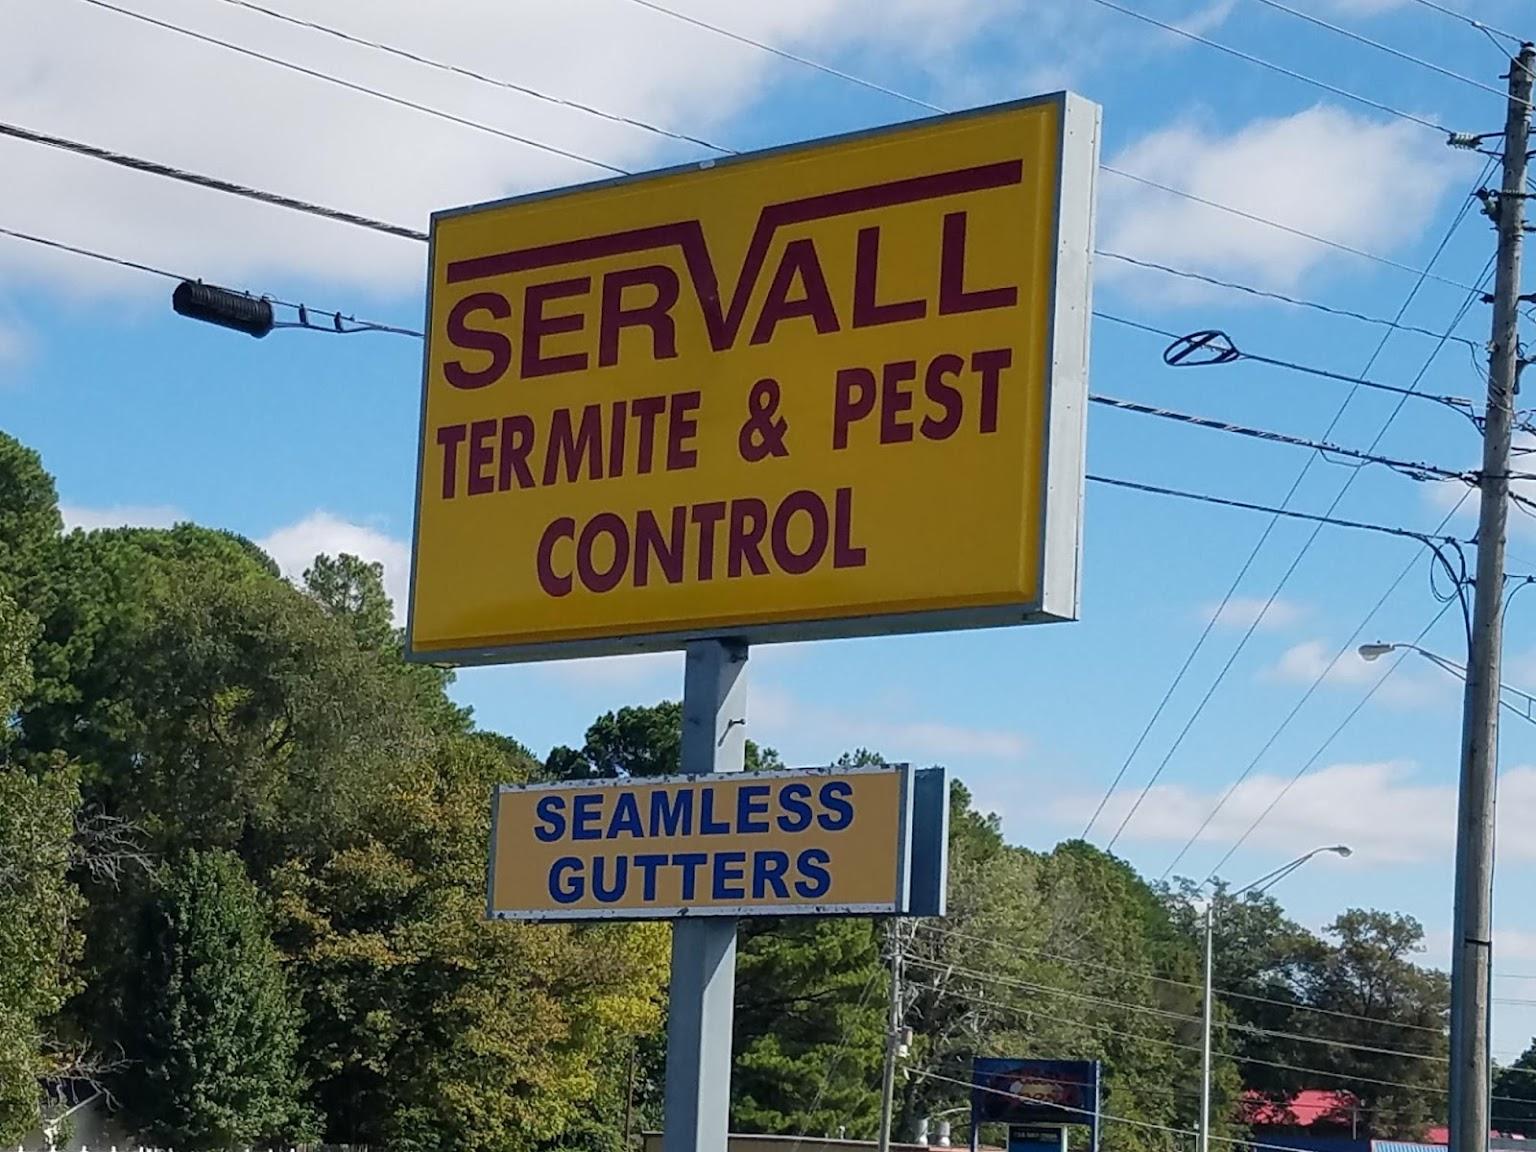 SERVALL
TERMITE & PEST
CONTROL
SEAMLESS
GUTTERS